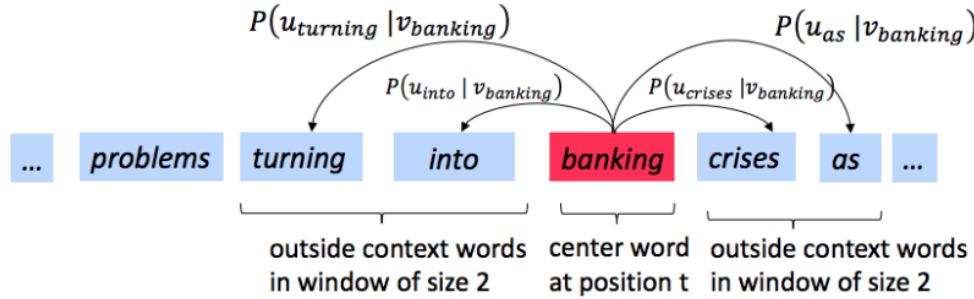 P(u_turning | v_banking) P(u_as | v_banking)
P(u_into | v_banking) P(u_crises | v_banking)
... problems turning into banking crises as ...
outside context words center word outside context words
in window of size 2 at position t in window of size 2